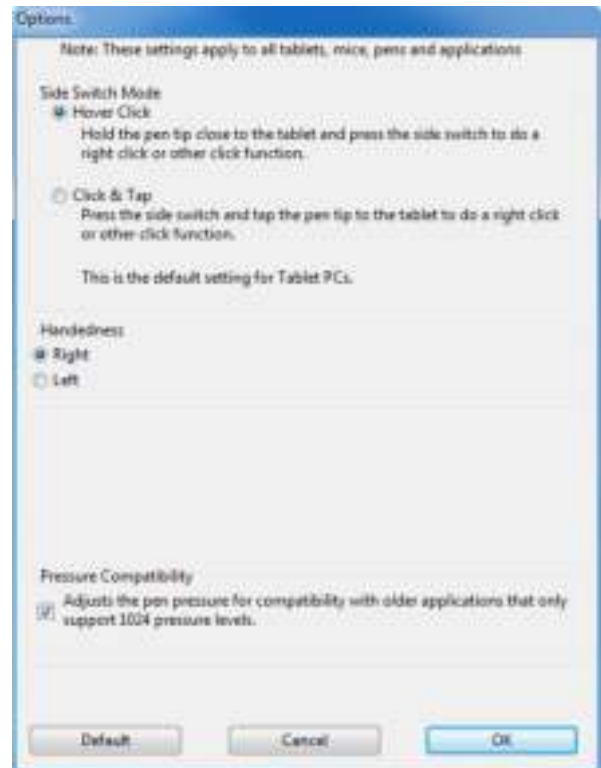 Options
Note: These settings apply to all tablets, mice, pens and applications
Side Switch Mode
Hover Click
Hold the pen tip close to the tablet and press the side switch to do a
right click or other click function.
Click & Tap
Press the side switch and tap the pen tip to the tablet to do a right click
or other click function.
This is the default setting for Tablet PCs.
Handedness
Right
Left
Pressure Compatibility
Adjusts the pen pressure for compatibility with older applications that only
support 1024 pressure levels.
Default
Cancel
OK